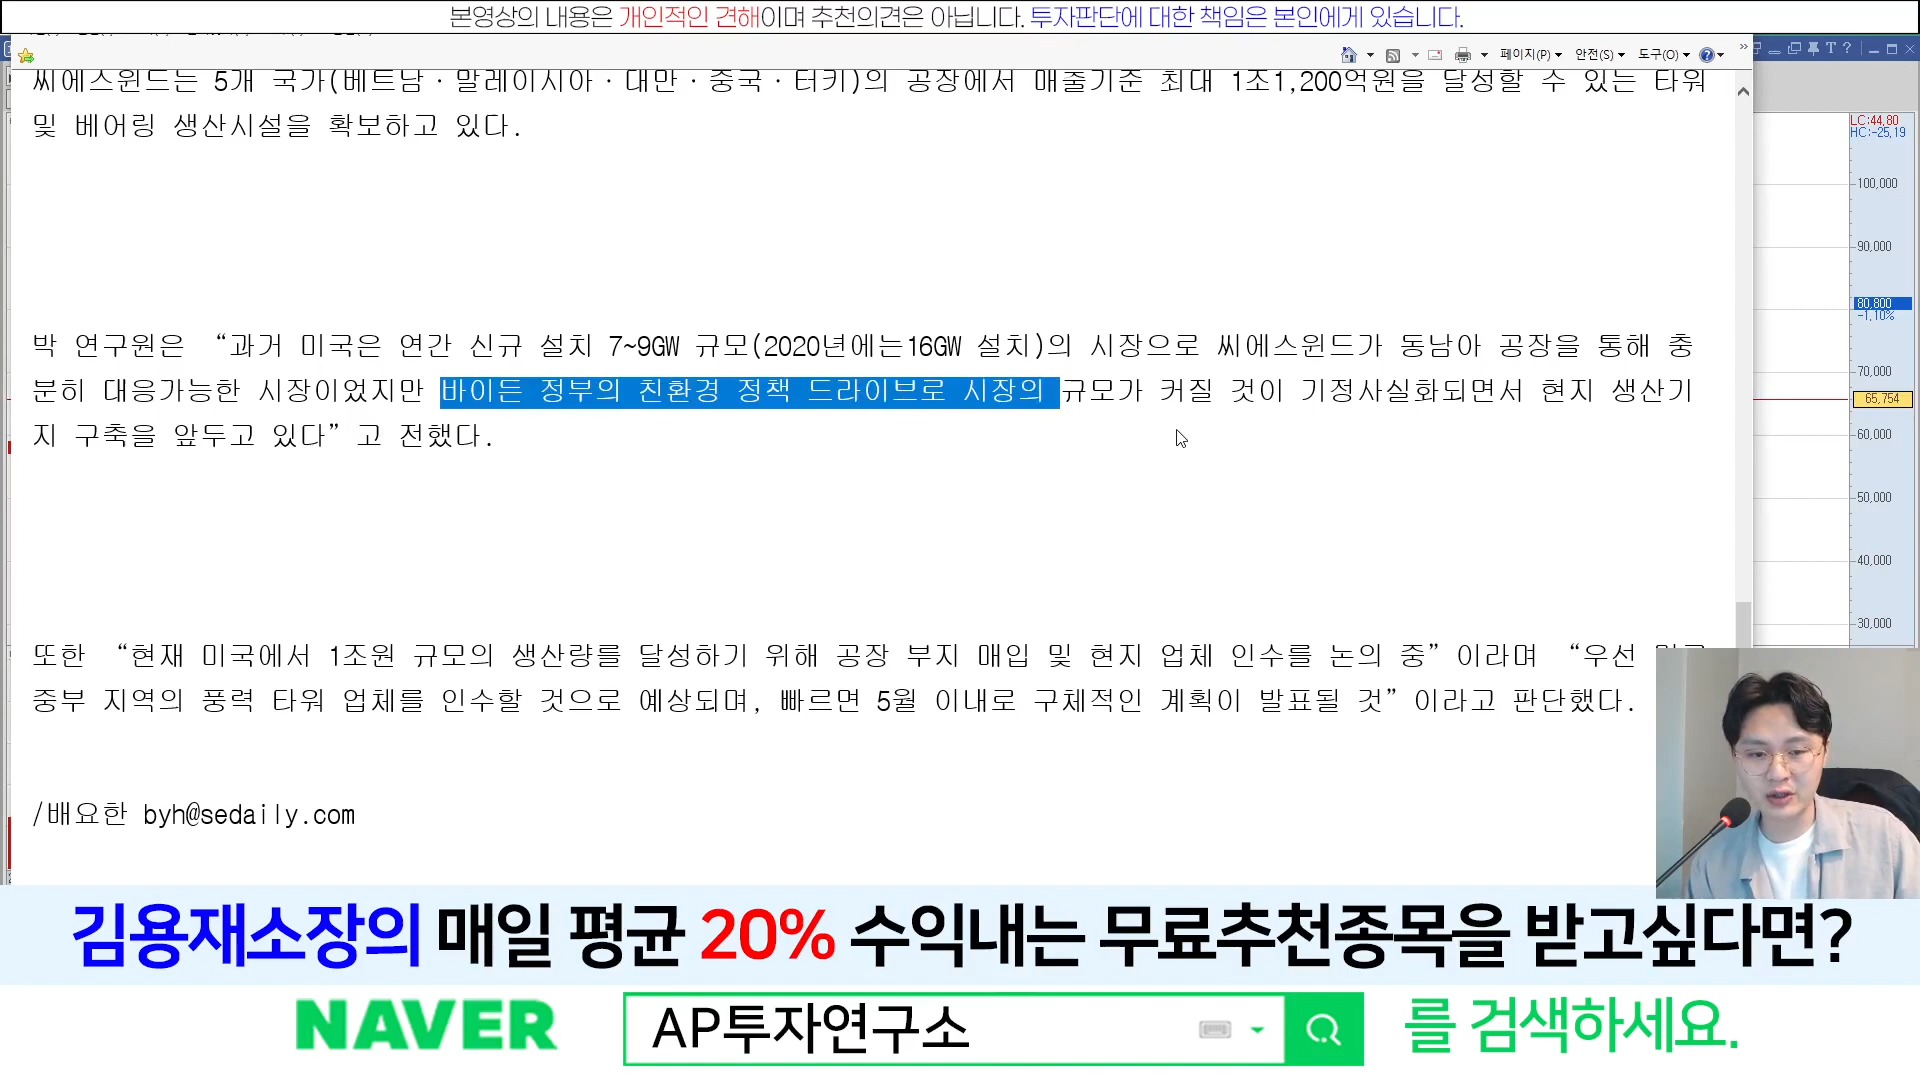 본영상의 내용은 개인적인 견해이며 추천의견은 아닙니다. 투자판단에 대한 책임은 본인에게 있습니다.
페이지(P) 안전(S) 도구(O)
씨에스윈드는 5개 국가(베트남·말레이시아·대만·중국·터키)의 공장에서 매출기준 최대 1조1,200억원을 달성할 수 있는 타워
및 베어링 생산시설을 확보하고 있다.
박 연구원은 “과거 미국은 연간 신규 설치 7~9GW 규모(2020년에는16GW 설치)의 시장으로 씨에스윈드가 동남아 공장을 통해 충
분히 대응가능한 시장이었지만 바이든 정부의 친환경 정책 드라이브로 시장의 규모가 커질 것이 기정사실화되면서 현지 생산기
지 구축을 앞두고 있다”고 전했다.
또한 “현재 미국에서 1조원 규모의 생산량을 달성하기 위해 공장 부지 매입 및 현지 업체 인수를 논의 중”이라며 “우선
중부 지역의 풍력 타워 업체를 인수할 것으로 예상되며, 빠르면 5월 이내로 구체적인 계획이 발표될 것”이라고 판단했다.
/배요한 byh@sedaily.com
LC:44,80
HC:-25,19
100,000
90,000
80,800
-1,10%
70,000
65,754
60,000
50,000
40,000
30,000
김용재소장의 매일 평균 20% 수익내는 무료추천종목을 받고싶다면?
NAVER AP투자연구소 를 검색하세요.